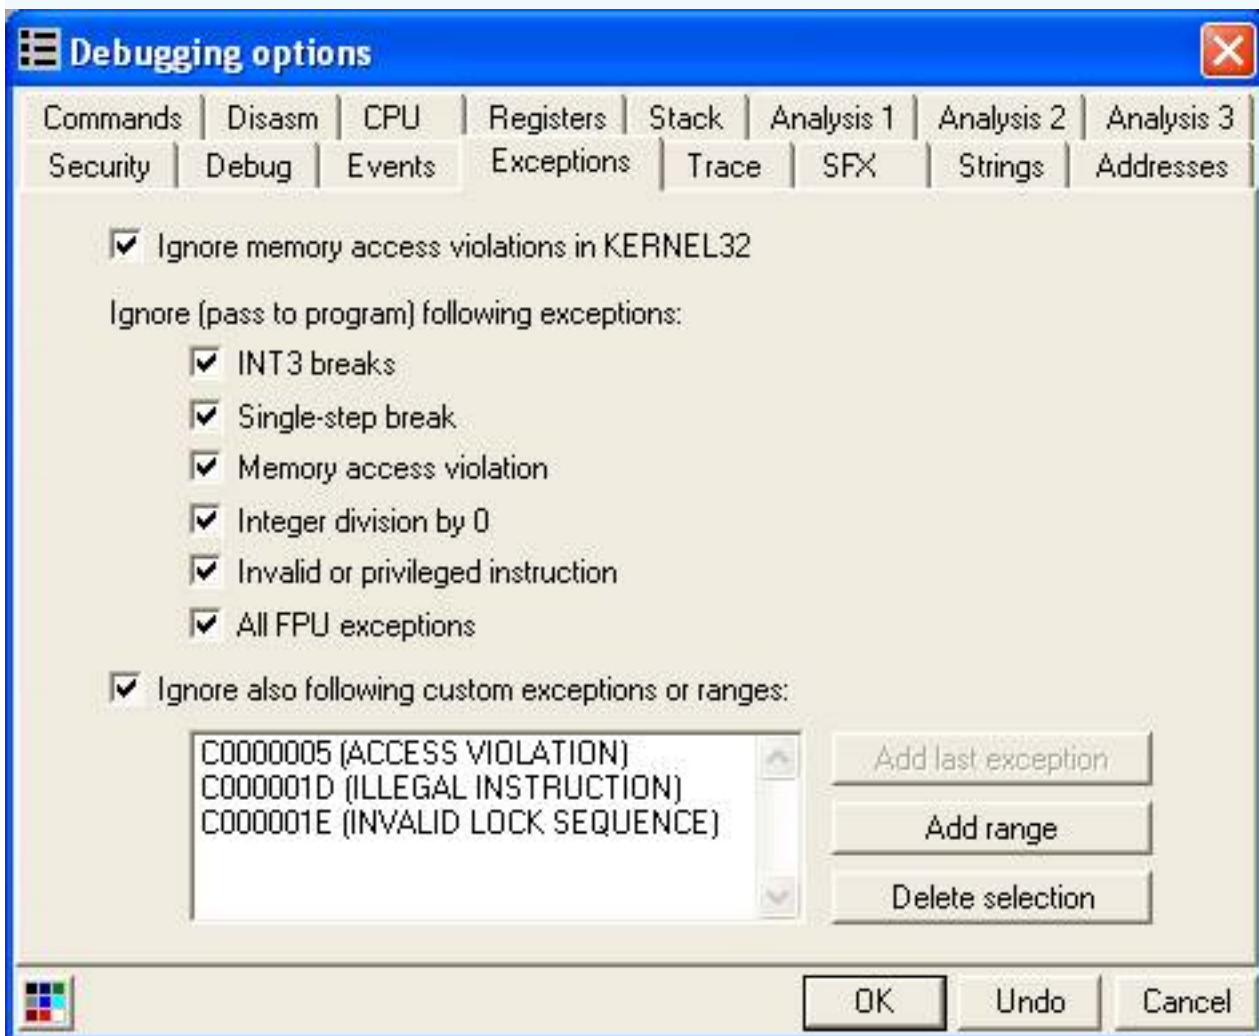 Debugging options
Commands Disasm CPU Registers Stack Analysis 1 Analysis 2 Analysis 3
Security Debug Events Exceptions Trace SFX Strings Addresses
Ignore memory access violations in KERNEL32
Ignore (pass to program) following exceptions:
INT3 breaks
Single-step break
Memory access violation
Integer division by 0
Invalid or privileged instruction
All FPU exceptions
Ignore also following custom exceptions or ranges:
C0000005 (ACCESS VIOLATION)
C000001D (ILLEGAL INSTRUCTION)
C000001E (INVALID LOCK SEQUENCE)
Add last exception
Add range
Delete selection
OK Undo Cancel